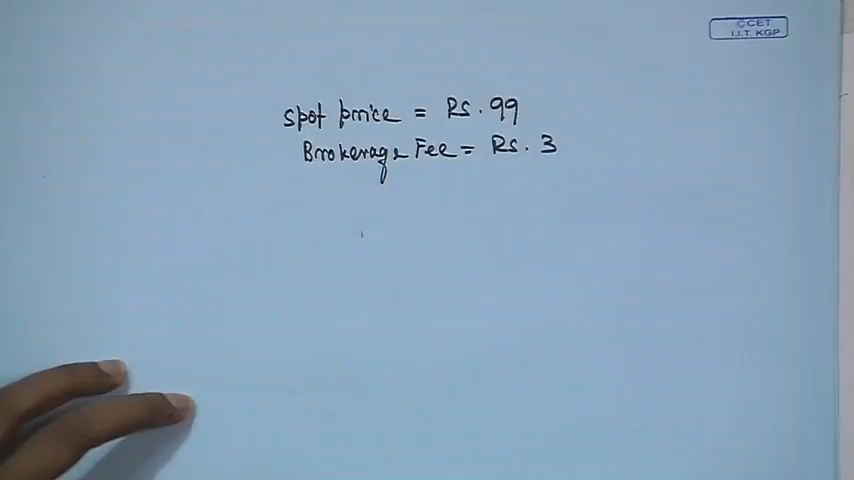 ©CET
I.I.T. KGP
spot price = Rs. 99
Brokerage Fee = Rs. 3